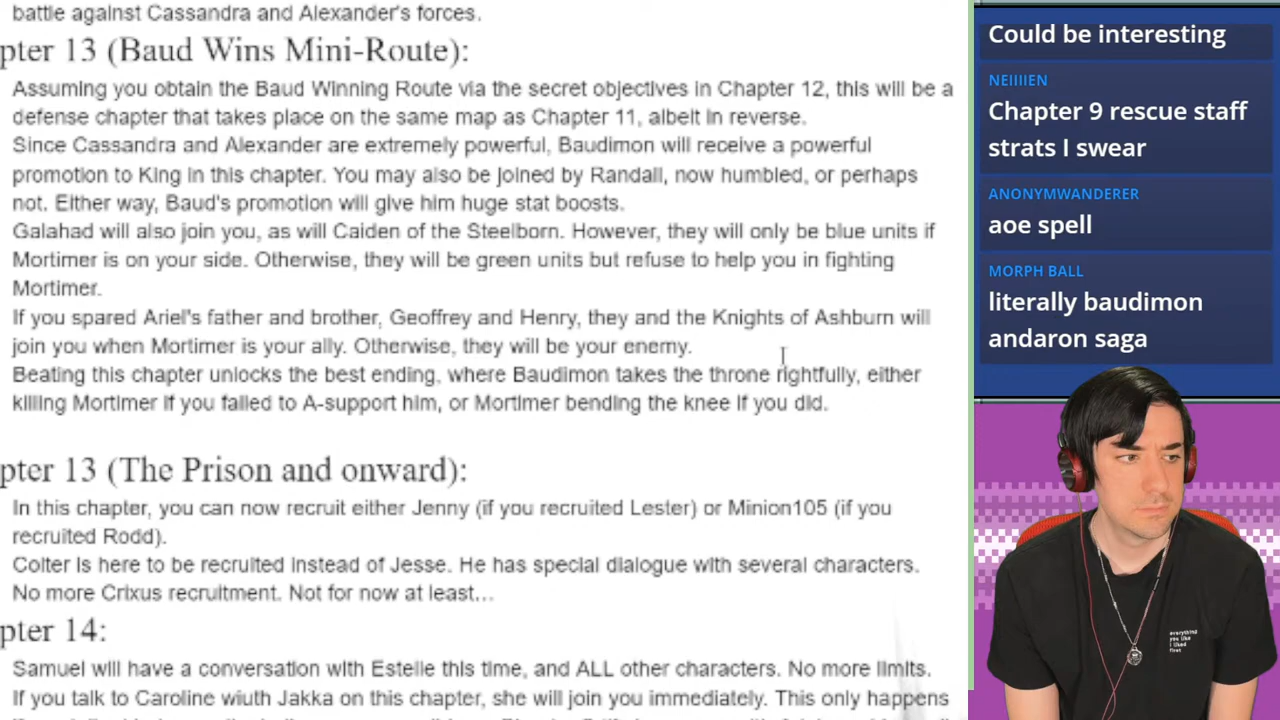 battle against Cassandra and Alexander's forces.
pter 13 (Baud Wins Mini-Route):
Assuming you obtain the Baud Winning Route via the secret objectives in Chapter 12, this will be a
defense chapter that takes place on the same map as Chapter 11, albeit in reverse.
Since Cassandra and Alexander are extremely powerful, Baudimon will receive a powerful
promotion to King in this chapter. You may also be joined by Randall, now humbled, or perhaps
not. Either way, Baud's promotion will give him huge stat boosts.
Galahad will also join you, as will Calden of the Steelborn. However, they will only be blue units if
Mortimer is on your side. Otherwise, they will be green units but refuse to help you in fighting
Mortimer.
If you spared Ariel's father and brother, Geoffrey and Henry, they and the Knights of Ashburn will
join you when Mortimer is your ally. Otherwise, they will be your enemy.
Beating this chapter unlocks the best ending, where Baudimon takes the throne rightfully, either
killing Mortimer if you failed to A-support him, or Mortimer bending the knee if you did.
pter 13 (The Prison and onward):
In this chapter, you can now recruit either Jenny (if you recruited Lester) or Minion105 (if you
recruited Rodd).
Colter is here to be recruited instead of Jesse. He has special dialogue with several characters.
No more Crixus recruitment. Not for now at least...
pter 14:
Samuel will have a conversation with Estelle this time, and ALL other characters. No more limits.
If you talk to Caroline wiuth Jakka on this chapter, she will join you immediately. This only happens
Could be interesting
NEIIIIEN
Chapter 9 rescue staff
strats I swear
ANONYMWANDERER
aoe spell
MORPH BALL
literally baudimon
andaron saga
everything
you like
I liked
first